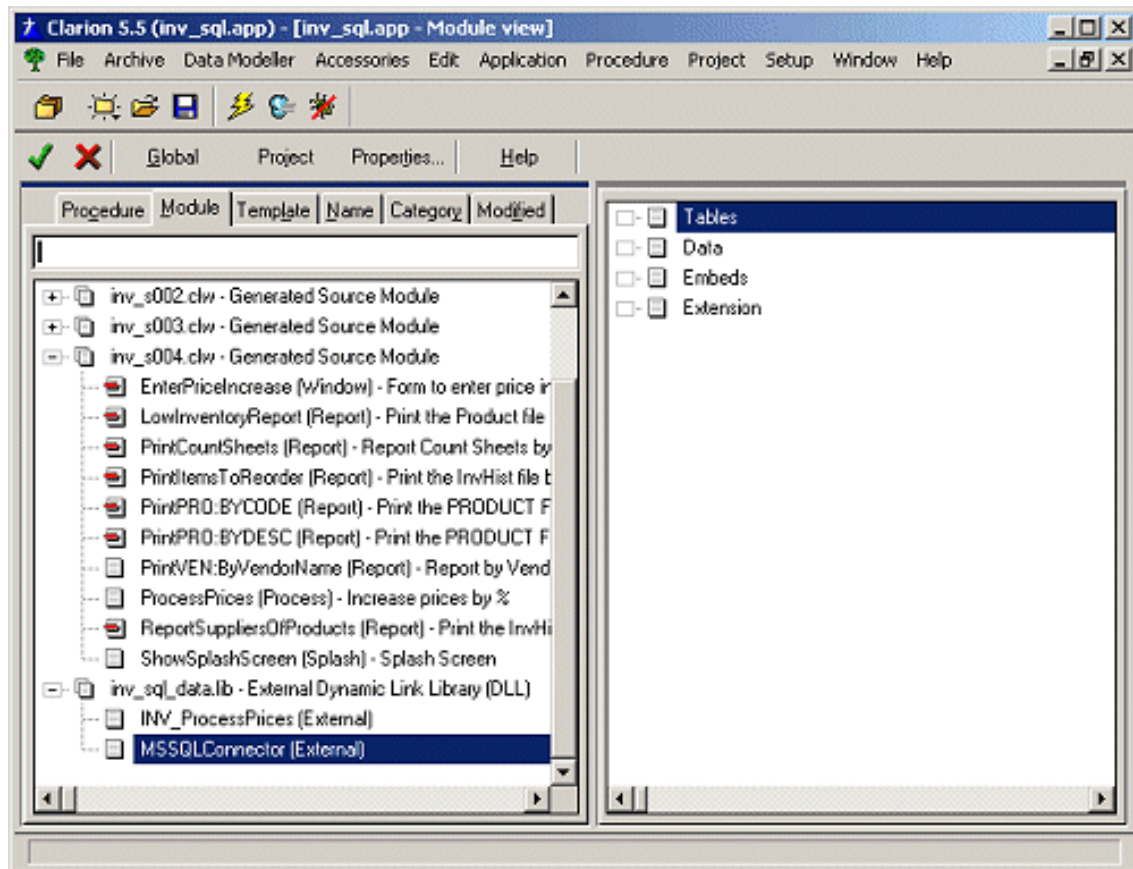 Clarion 5.5 (inv_sql.app) - [inv_sql.app - Module view]
File Archive Data Modeller Accessories Edit Application Procedure Project Setup Window Help
Global Project Properties... Help
Procedure Module Template Name Category Modified
inv_s002.clw - Generated Source Module
inv_s003.clw - Generated Source Module
inv_s004.clw - Generated Source Module
EnterPriceIncrease (Window) - Form to enter price in
LowInventoryReport (Report) - Print the Product file
PrintCountSheets (Report) - Report Count Sheets by
PrintItemsToReorder (Report) - Print the InvHist file b
PrintPRO:BYCODE (Report) - Print the PRODUCT F
PrintPRO:BYDESC (Report) - Print the PRODUCT F
PrintVEN:ByVendorName (Report) - Report by Vend
ProcessPrices (Process) - Increase prices by %
ReportSuppliersOfProducts (Report) - Print the InvHi
ShowSplashScreen (Splash) - Splash Screen
inv_sql_data.lib - External Dynamic Link Library (DLL)
INV_ProcessPrices (External)
MSSQLConnector (External)
Tables
Data
Embeds
Extension